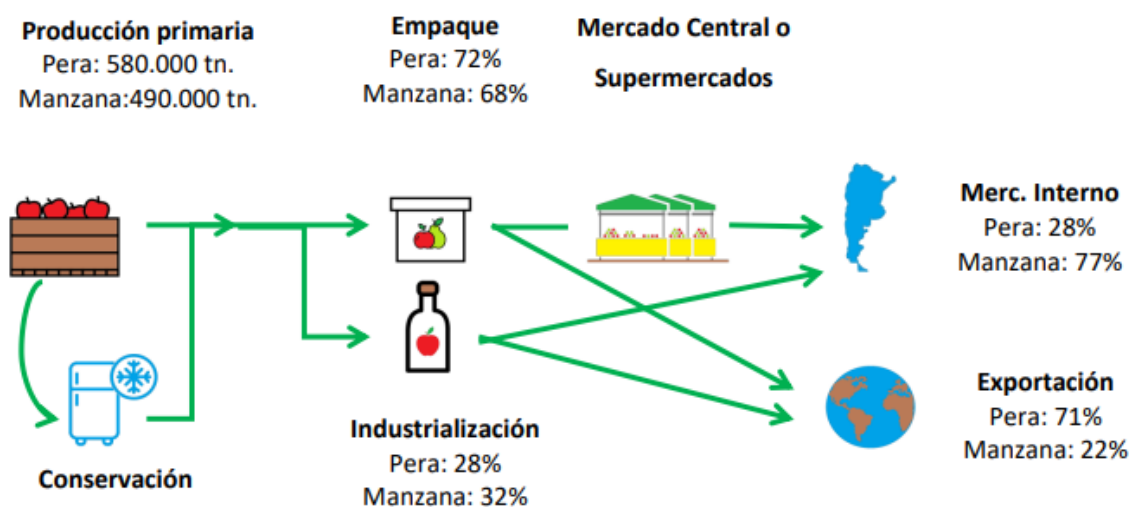 Producción primaria
Pera: 580.000 tn.
Manzana:490.000 tn.
Empaque
Pera: 72%
Manzana: 68%
Mercado Central o
Supermercados
Merc. Interno
Pera: 28%
Manzana: 77%
Conservación
Industrialización
Pera: 28%
Manzana: 32%
Exportación
Pera: 71%
Manzana: 22%